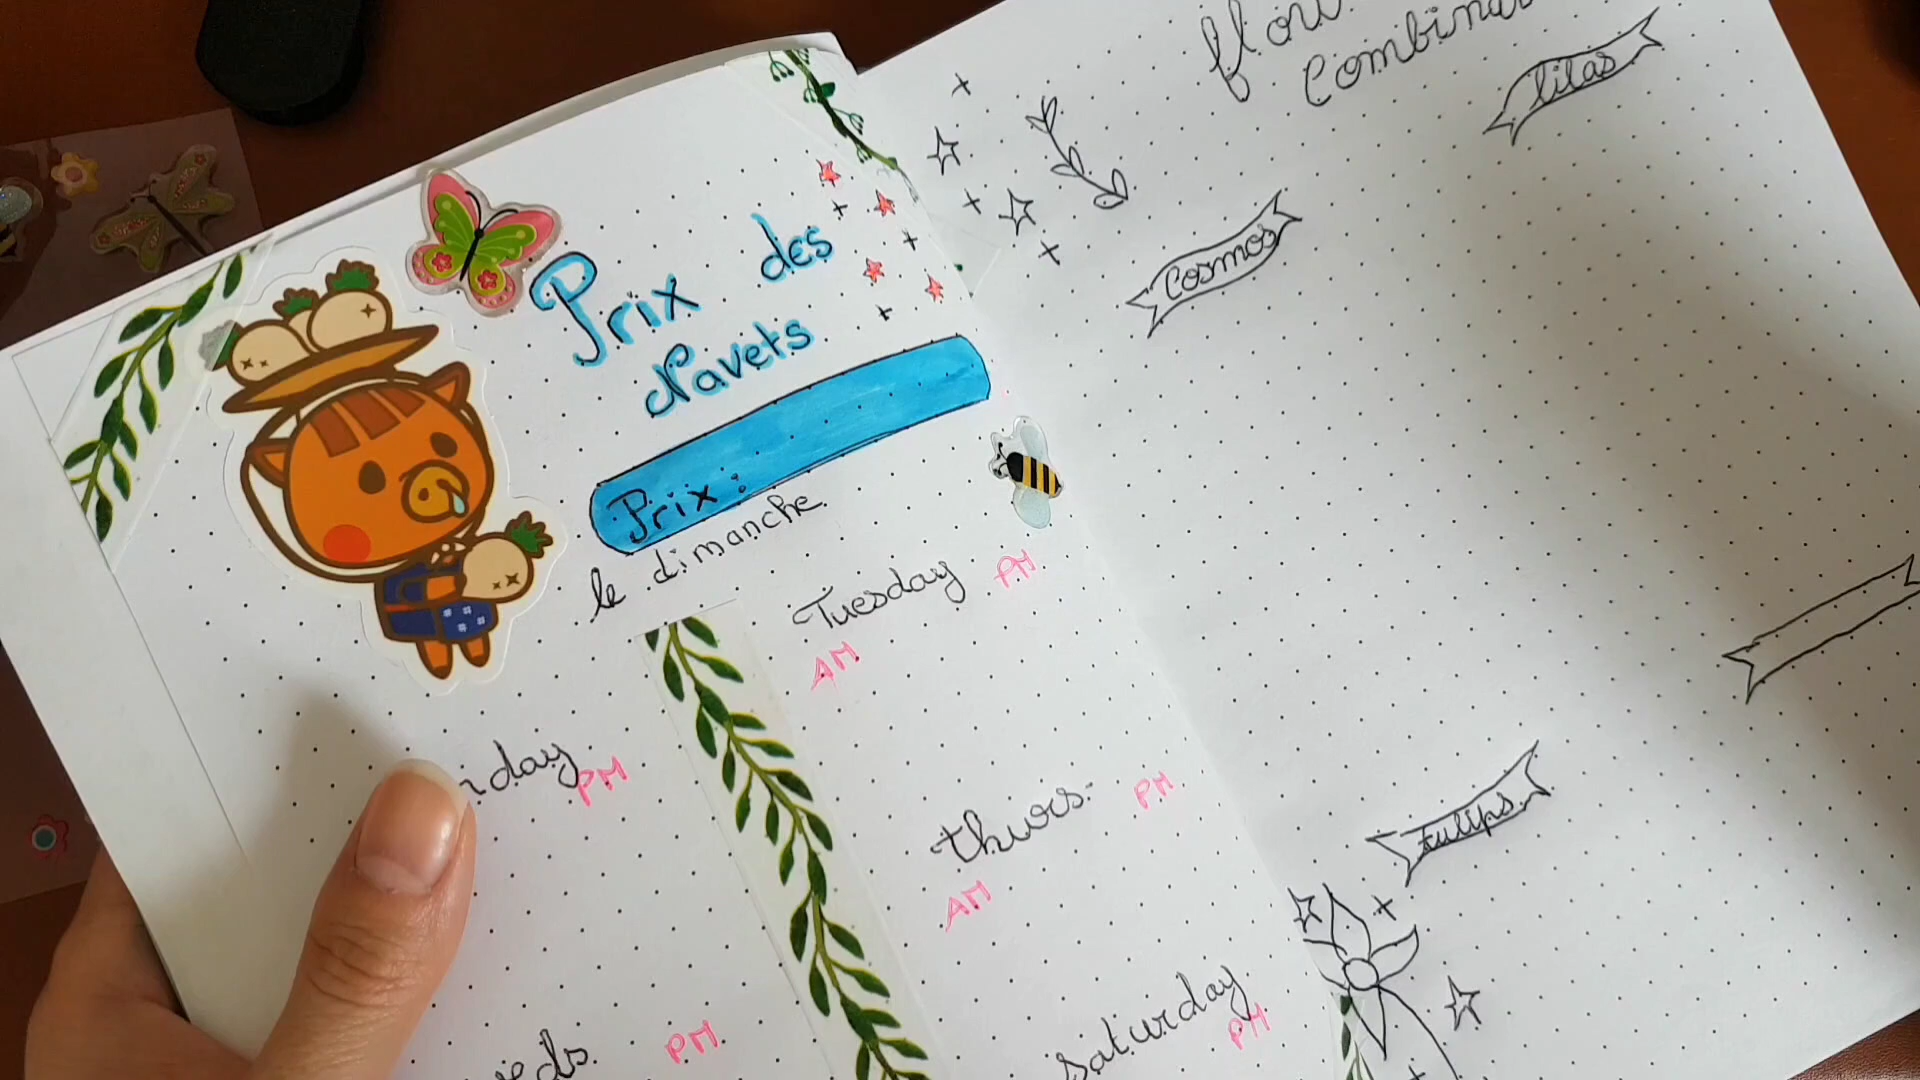 Prix des
Navets
Prix :
le dimanche
Tuesday PM
AM
PM
thurs. PM
AM
PM
Saturday
PM
lilas
Cosmos
tulips